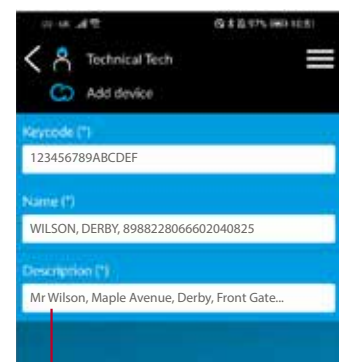 Technical Tech
Add device
Keycode (*)
123456789ABCDEF
Name (*)
WILSON, DERBY, 8988228066602040825
Description (*)
Mr Wilson, Maple Avenue, Derby, Front Gate...